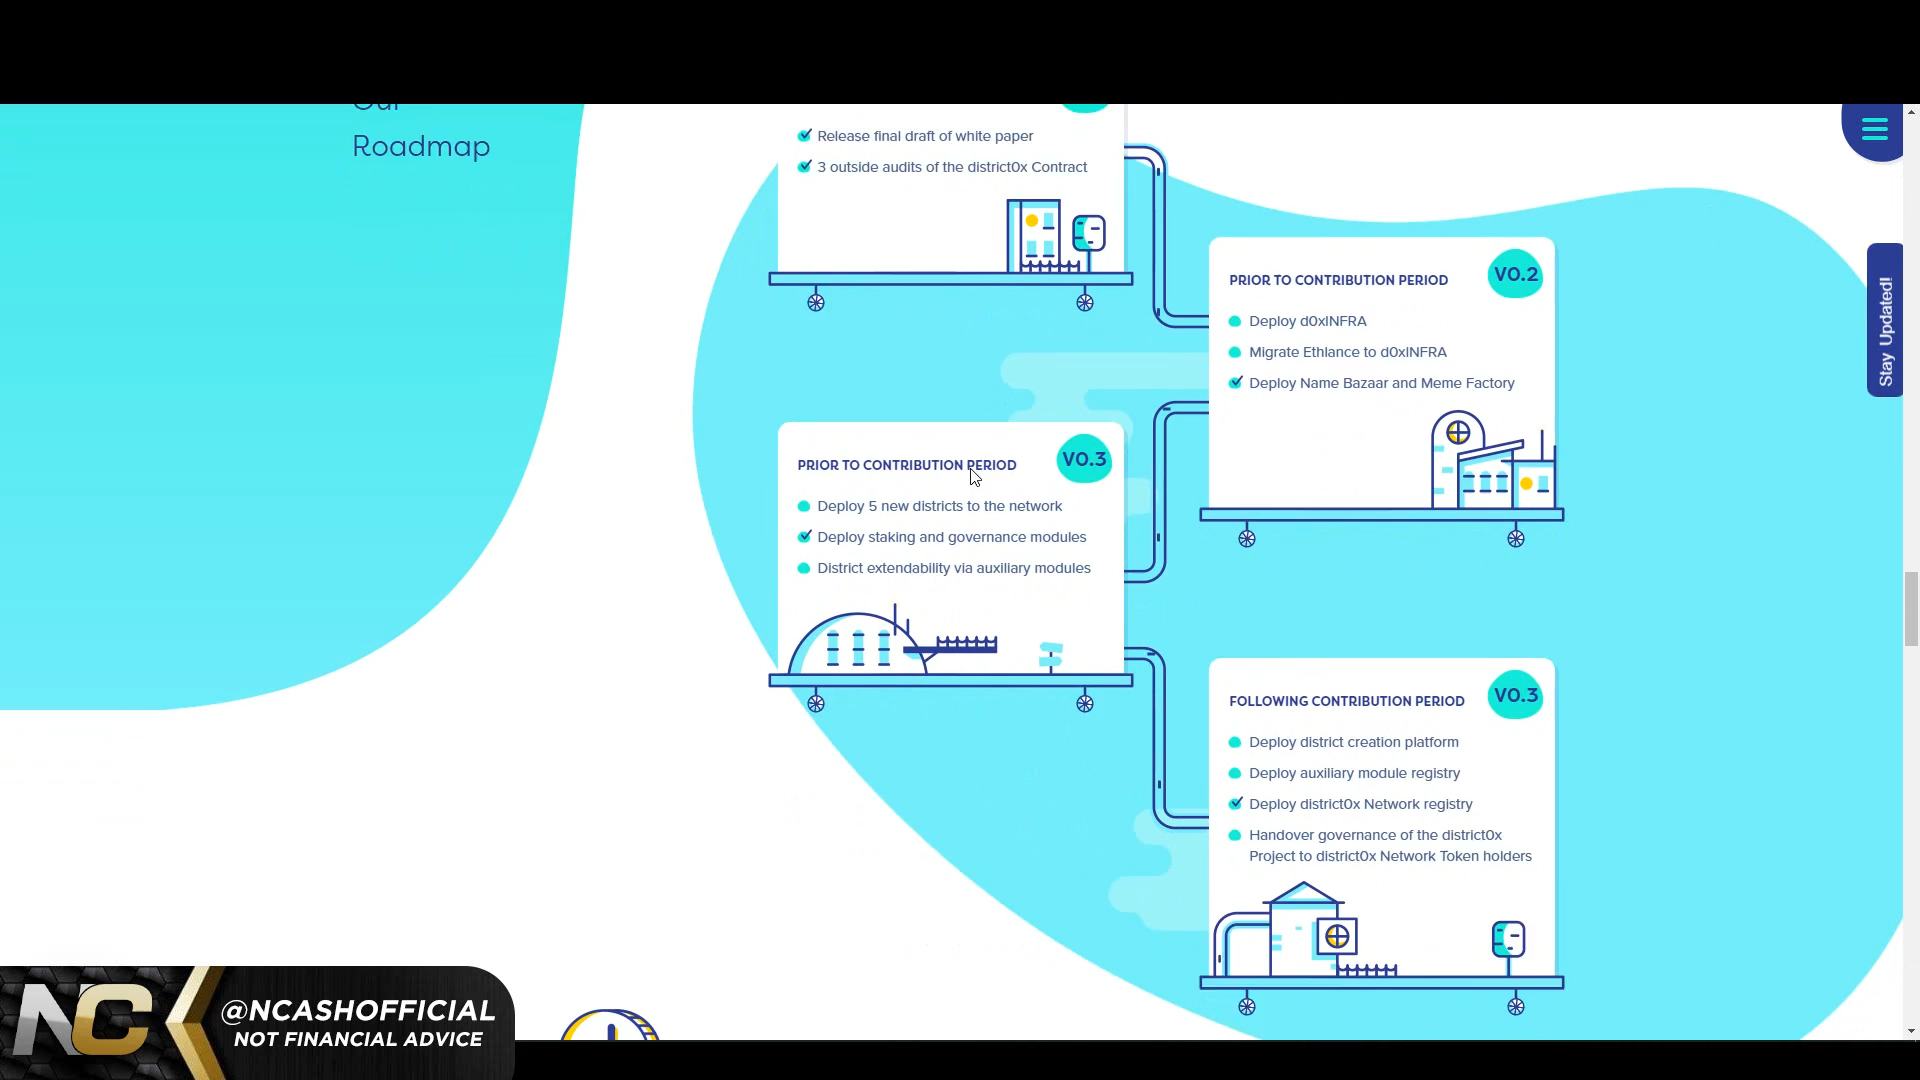 Our
Roadmap
Release final draft of white paper
3 outside audits of the district0x Contract
PRIOR TO CONTRIBUTION PERIOD
V0.2
Deploy d0xINFRA
Migrate Ethlance to d0xINFRA
Deploy Name Bazaar and Meme Factory
Stay Updated!
PRIOR TO CONTRIBUTION PERIOD
V0.3
Deploy 5 new districts to the network
Deploy staking and governance modules
District extendability via auxiliary modules
FOLLOWING CONTRIBUTION PERIOD
V0.3
Deploy district creation platform
Deploy auxiliary module registry
Deploy district0x Network registry
Handover governance of the district0x
Project to district0x Network Token holders
NC
@NCASHOFFICIAL
NOT FINANCIAL ADVICE